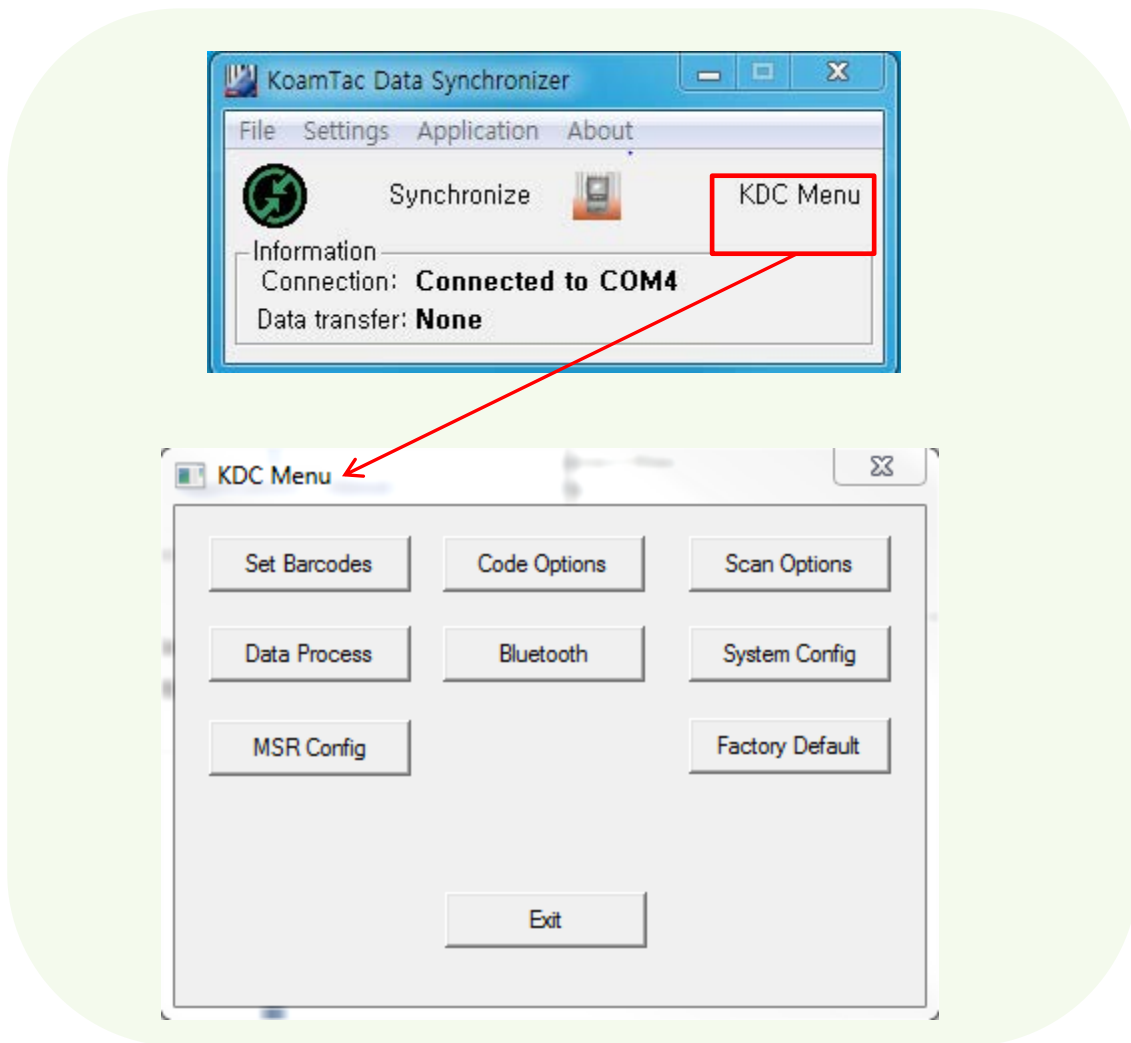 KoamTac Data Synchronizer
File Settings Application About
Synchronize KDC Menu
Information
Connection: Connected to COM4
Data transfer: None
KDC Menu
Set Barcodes Code Options Scan Options
Data Process Bluetooth System Config
MSR Config Factory Default
Exit